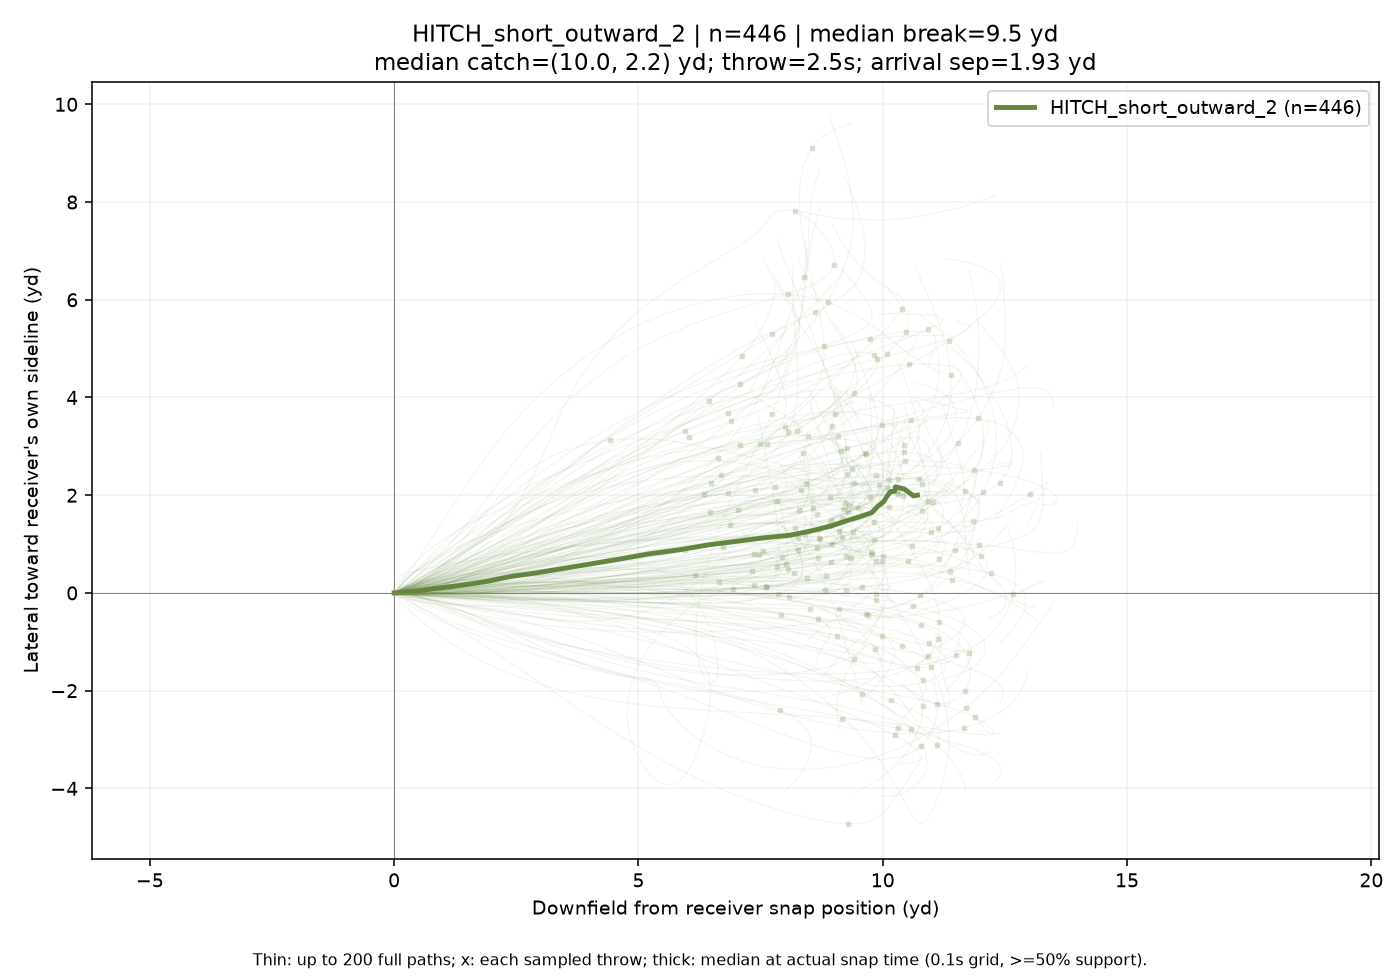 HITCH_short_outward_2 | n=446 | median break=9.5 yd
median catch=(10.0, 2.2) yd; throw=2.5s; arrival sep=1.93 yd
HITCH_short_outward_2 (n=446)
Lateral toward receiver's own sideline (yd)
10
8
6
4
2
0
−2
−4
−5
0
5
10
15
20
Downfield from receiver snap position (yd)
Thin: up to 200 full paths; x: each sampled throw; thick: median at actual snap time (0.1s grid, >=50% support).